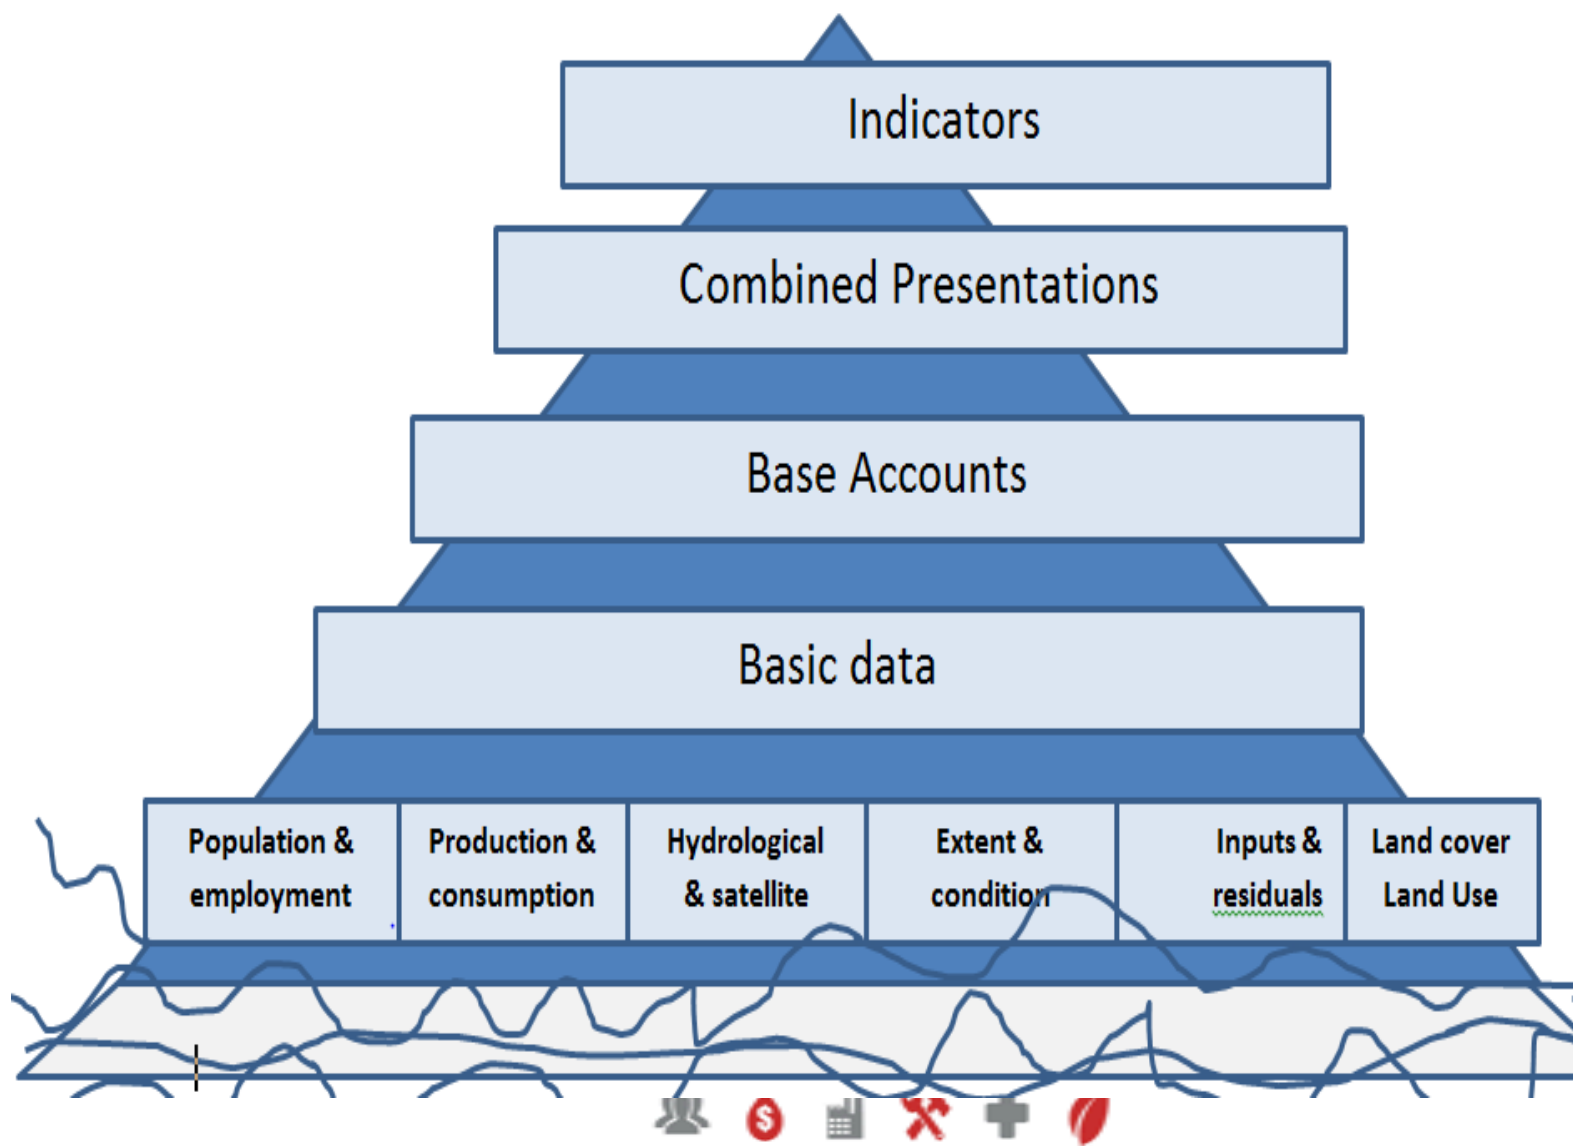 Indicators
Combined Presentations
Base Accounts
Basic data
Population &
employment
Production &
consumption
Hydrological
& satellite
Extent &
condition
Inputs &
residuals
Land cover
Land Use
$